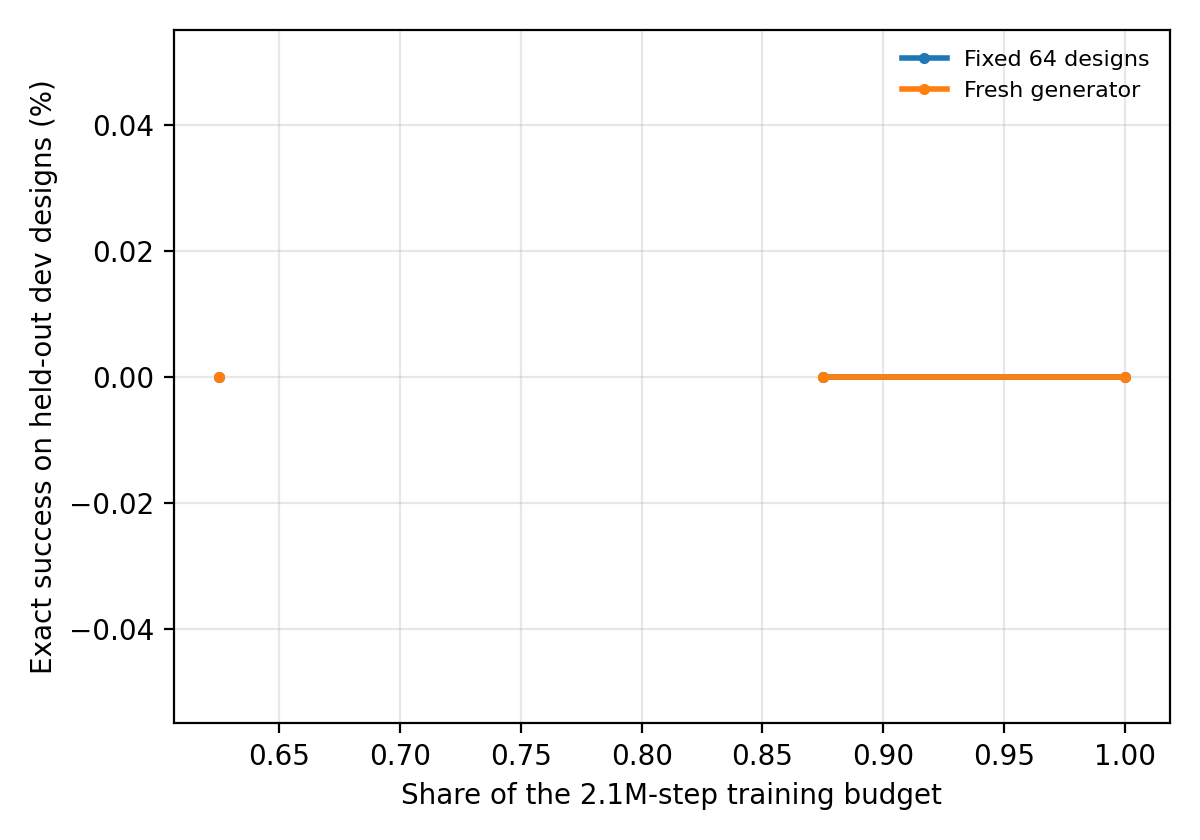 Fixed 64 designs
Fresh generator
Exact success on held-out dev designs (%)
0.04
0.02
0.00
−0.02
−0.04
0.65 0.70 0.75 0.80 0.85 0.90 0.95 1.00
Share of the 2.1M-step training budget